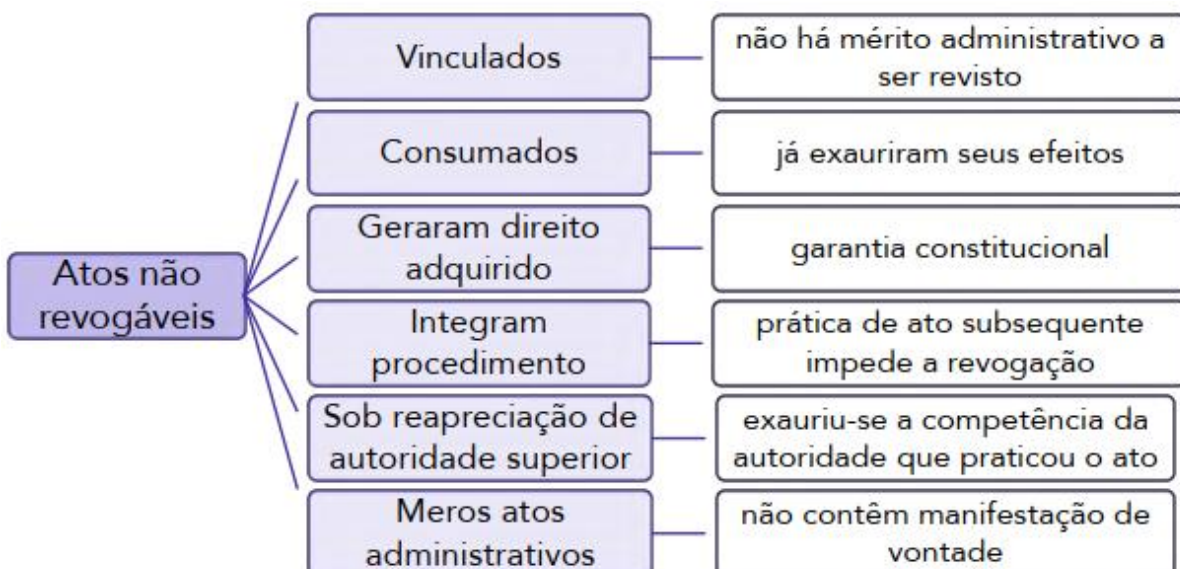 Atos não
revogáveis
Vinculados
não há mérito administrativo a
ser revisto
Consumados
já exauriram seus efeitos
Geraram direito
adquirido
garantia constitucional
Integram
procedimento
prática de ato subsequente
impede a revogação
Sob reapreciação de
autoridade superior
exauriu-se a competência da
autoridade que praticou o ato
Meros atos
administrativos
não contêm manifestação de
vontade